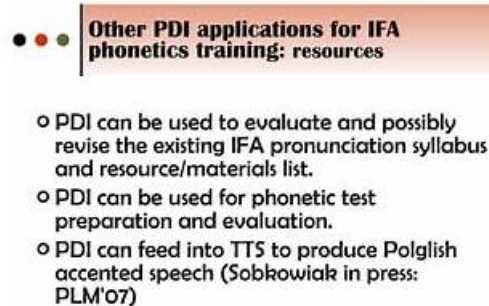 Other PDI applications for IFA
phonetics training: resources
PDI can be used to evaluate and possibly
revise the existing IFA pronunciation syllabus
and resource/materials list.
PDI can be used for phonetic test
preparation and evaluation.
PDI can feed into TTS to produce Polglish
accented speech (Sobkowiak in press:
PLM'07)